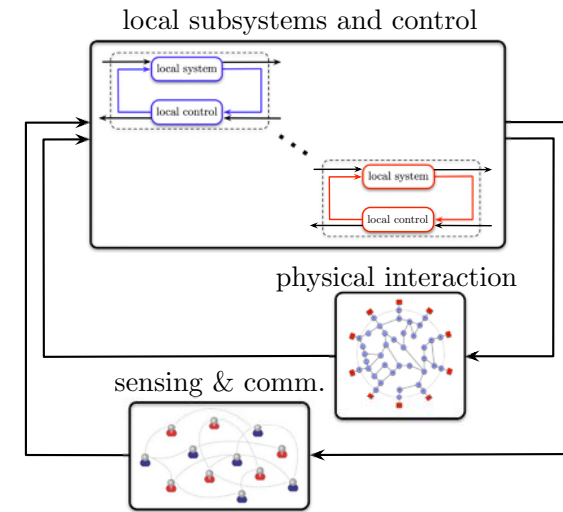 local subsystems and control
local system
local control
local system
local control
physical interaction
sensing & comm.